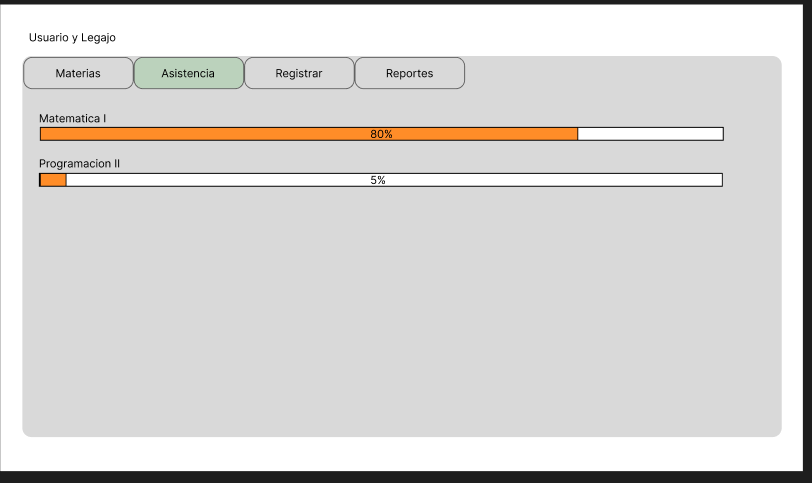 Usuario y Legajo
Materias Asistencia Registrar Reportes
Matematica I
80%
Programacion II
5%